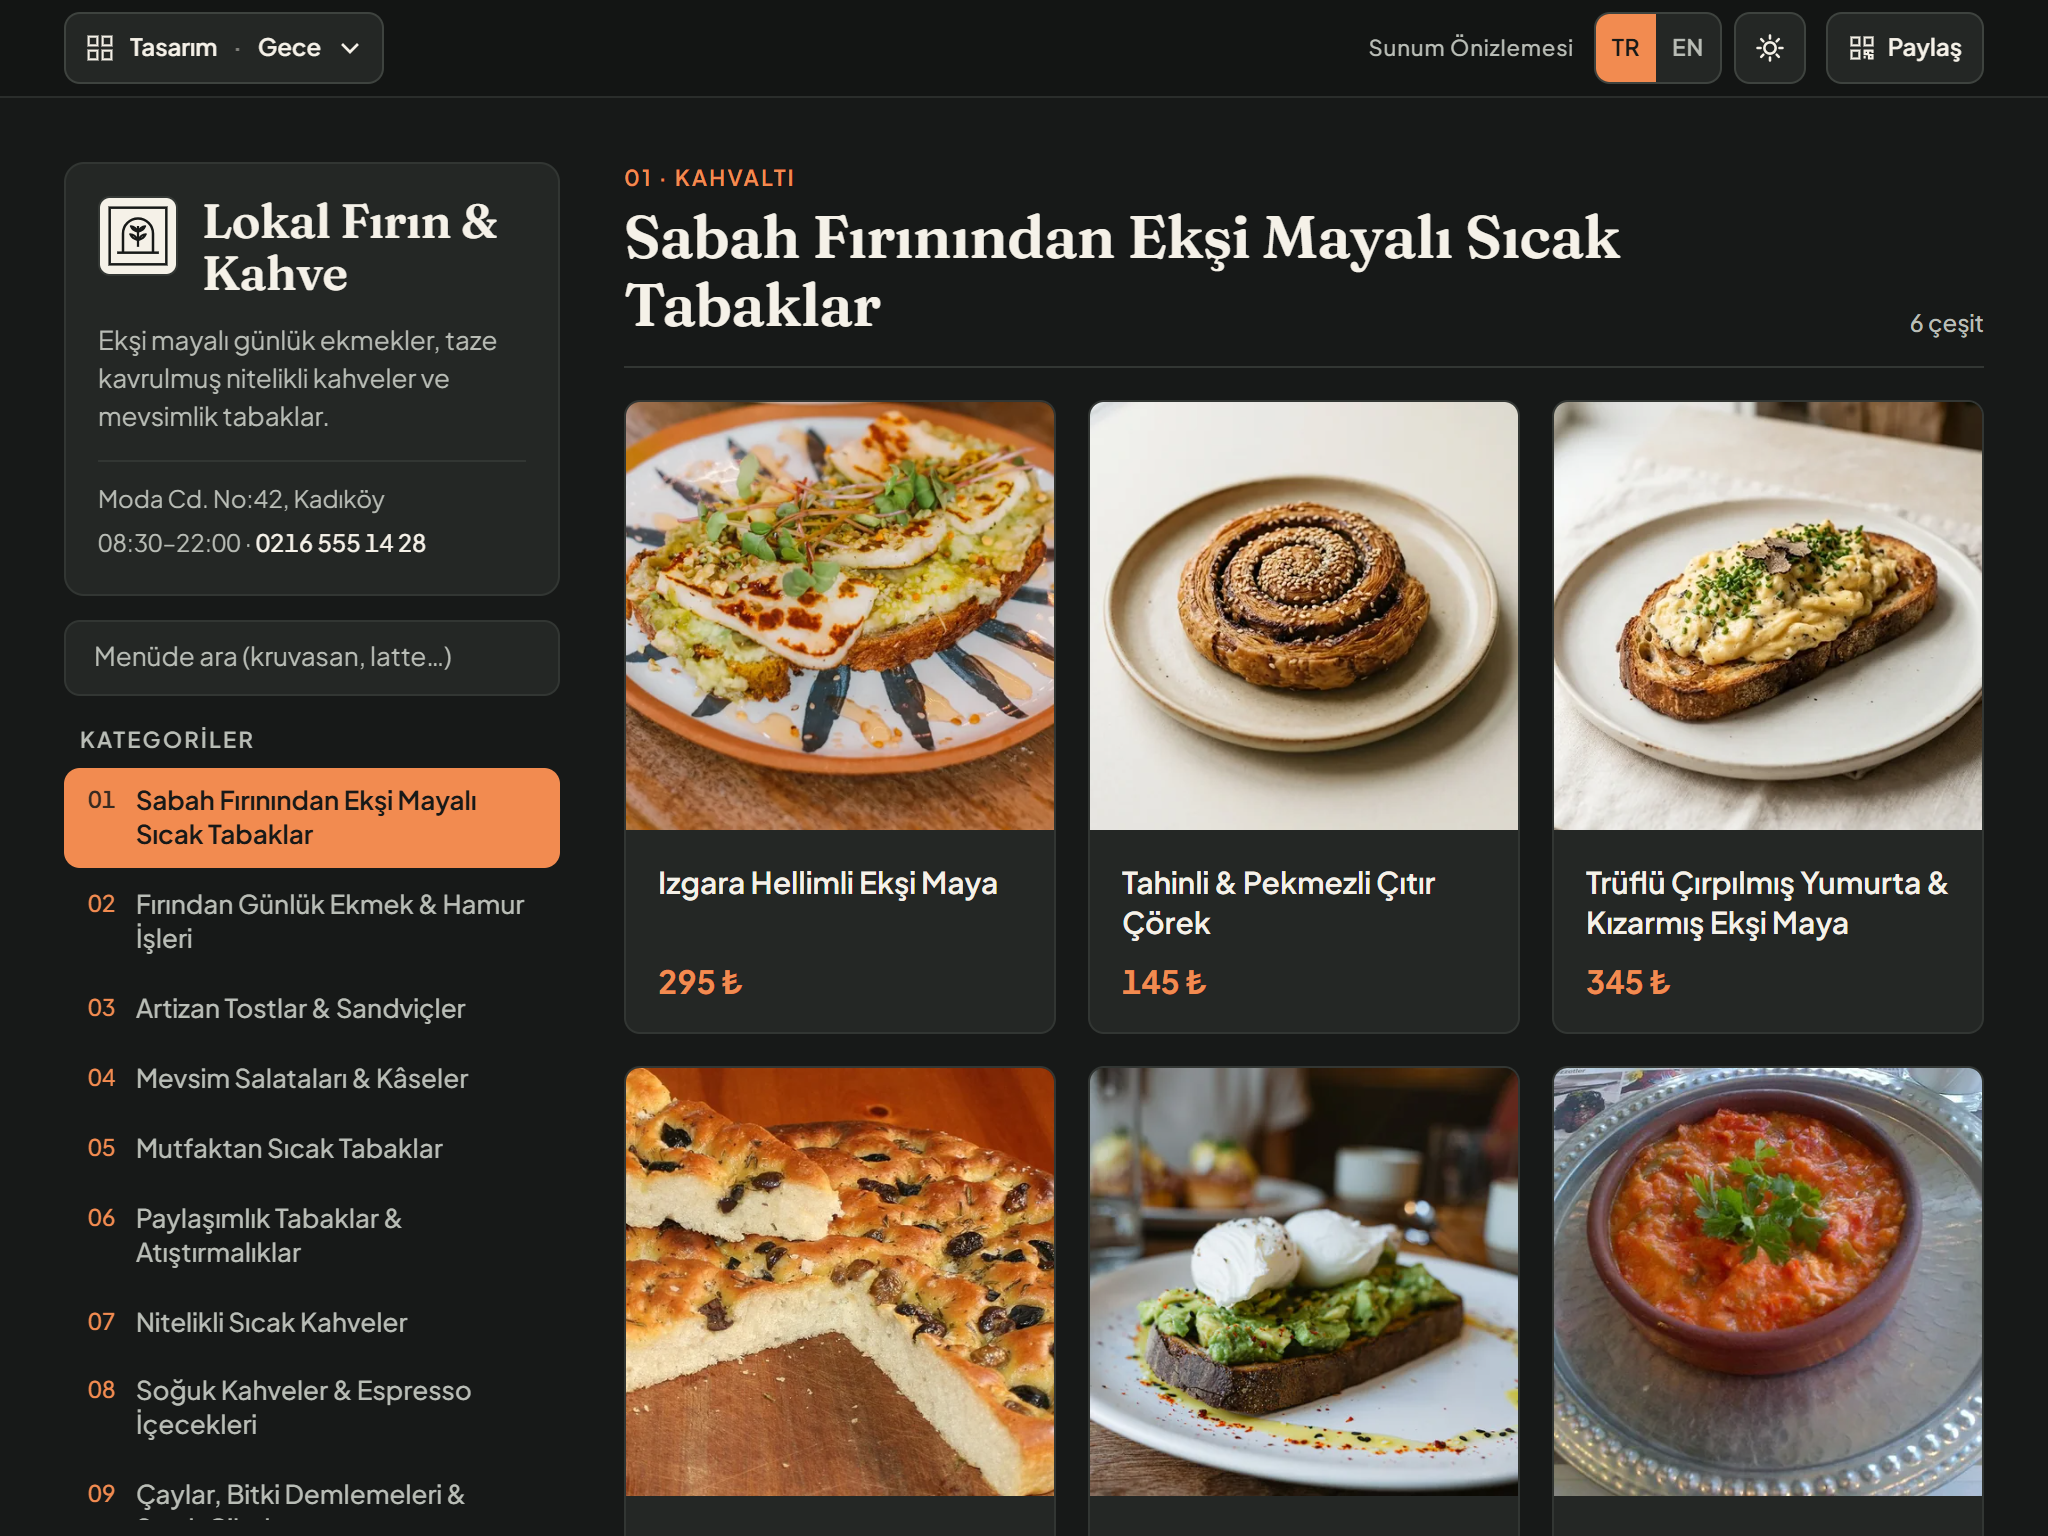 Tasarım · Gece
Sunum Önizlemesi
TR
EN
Paylaş
Lokal Fırın &
Kahve
Ekşi mayalı günlük ekmekler, taze
kavrulmuş nitelikli kahveler ve
mevsimlik tabaklar.
Moda Cd. No:42, Kadıköy
08:30–22:00 · 0216 555 14 28
Menüde ara (kruvasan, latte…)
KATEGORİLER
01 Sabah Fırınından Ekşi Mayalı
Sıcak Tabaklar
02 Fırından Günlük Ekmek & Hamur
İşleri
03 Artizan Tostlar & Sandviçler
04 Mevsim Salataları & Kâseler
05 Mutfaktan Sıcak Tabaklar
06 Paylaşımlık Tabaklar &
Atıştırmalıklar
07 Nitelikli Sıcak Kahveler
08 Soğuk Kahveler & Espresso
İçecekleri
09 Çaylar, Bitki Demlemeleri &
01 · KAHVALTI
Sabah Fırınından Ekşi Mayalı Sıcak
Tabaklar
6 çeşit
Izgara Hellimli Ekşi Maya
295 ₺
Tahinli & Pekmezli Çıtır
Çörek
145 ₺
Trüflü Çırpılmış Yumurta &
Kızarmış Ekşi Maya
345 ₺